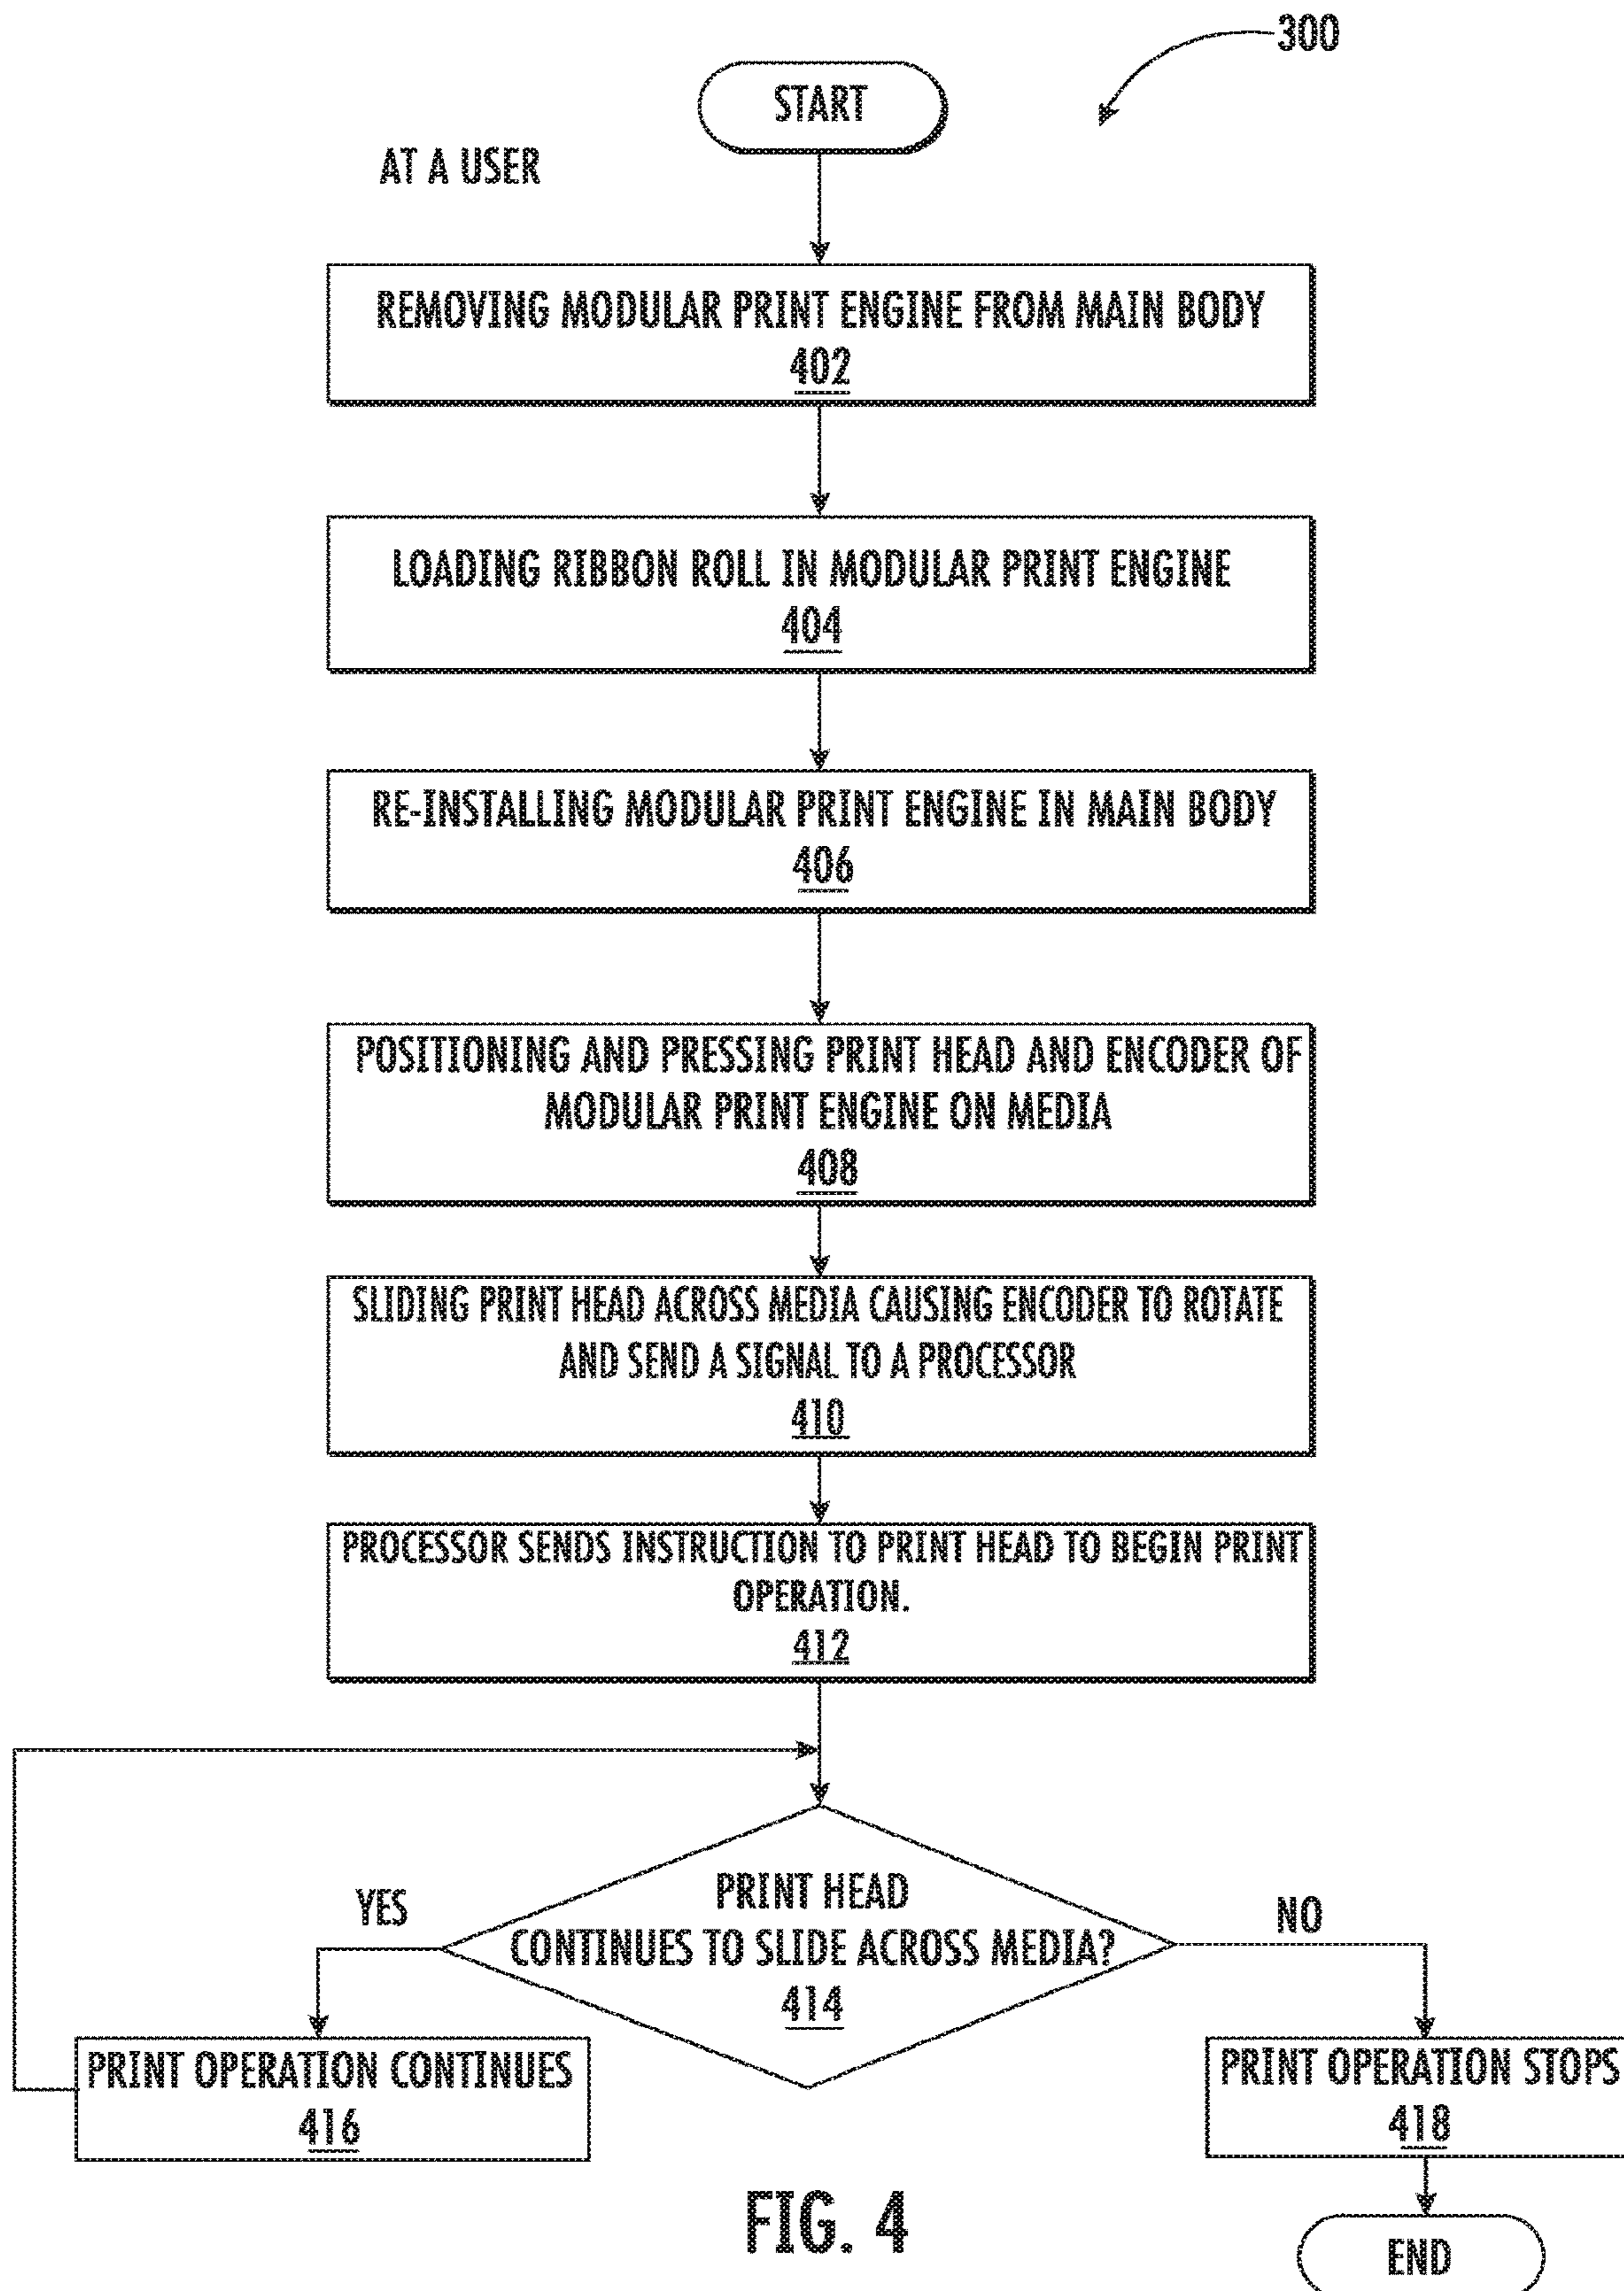 300
START
AT A USER
REMOVING MODULAR PRINT ENGINE FROM MAIN BODY
402
LOADING RIBBON ROLL IN MODULAR PRINT ENGINE
404
RE-INSTALLING MODULAR PRINT ENGINE IN MAIN BODY
406
POSITIONING AND PRESSING PRINT HEAD AND ENCODER OF
MODULAR PRINT ENGINE ON MEDIA
408
SLIDING PRINT HEAD ACROSS MEDIA CAUSING ENCODER TO ROTATE
AND SEND A SIGNAL TO A PROCESSOR
410
PROCESSOR SENDS INSTRUCTION TO PRINT HEAD TO BEGIN PRINT
OPERATION.
412
PRINT HEAD
CONTINUES TO SLIDE ACROSS MEDIA?
414
YES
NO
PRINT OPERATION CONTINUES
416
PRINT OPERATION STOPS
418
END
FIG. 4